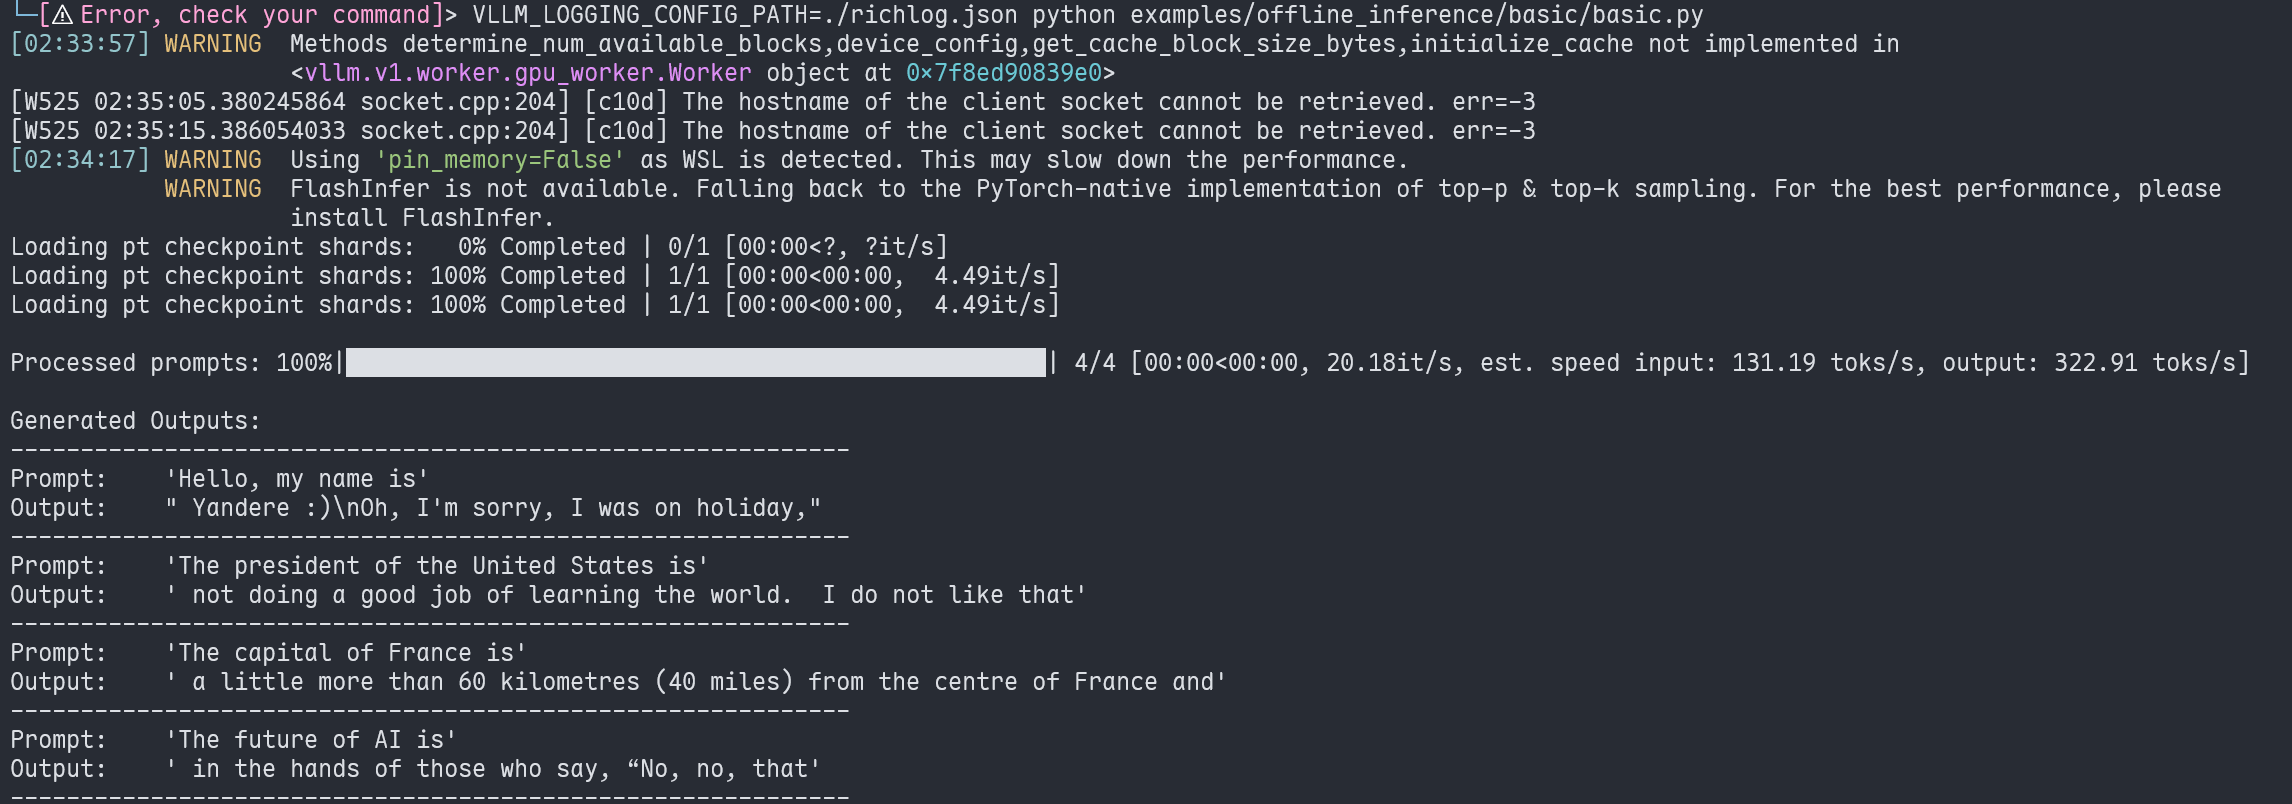 └─[⚠ Error, check your command]> VLLM_LOGGING_CONFIG_PATH=./richlog.json python examples/offline_inference/basic/basic.py
[02:33:57] WARNING  Methods determine_num_available_blocks,device_config,get_cache_block_size_bytes,initialize_cache not implemented in
                    <vllm.v1.worker.gpu_worker.Worker object at 0x7f8ed90839e0>
[W525 02:35:05.380245864 socket.cpp:204] [c10d] The hostname of the client socket cannot be retrieved. err=-3
[W525 02:35:15.386054033 socket.cpp:204] [c10d] The hostname of the client socket cannot be retrieved. err=-3
[02:34:17] WARNING  Using 'pin_memory=False' as WSL is detected. This may slow down the performance.
           WARNING  FlashInfer is not available. Falling back to the PyTorch-native implementation of top-p & top-k sampling. For the best performance, please
                    install FlashInfer.
Loading pt checkpoint shards:   0% Completed | 0/1 [00:00<?, ?it/s]
Loading pt checkpoint shards: 100% Completed | 1/1 [00:00<00:00,  4.49it/s]
Loading pt checkpoint shards: 100% Completed | 1/1 [00:00<00:00,  4.49it/s]
Processed prompts: 100%|██████████████████████████████████████████████████| 4/4 [00:00<00:00, 20.18it/s, est. speed input: 131.19 toks/s, output: 322.91 toks/s]
Generated Outputs:
------------------------------------------------------------
Prompt:    'Hello, my name is'
Output:    " Yandere :)\nOh, I'm sorry, I was on holiday,"
------------------------------------------------------------
Prompt:    'The president of the United States is'
Output:    ' not doing a good job of learning the world.  I do not like that'
------------------------------------------------------------
Prompt:    'The capital of France is'
Output:    ' a little more than 60 kilometres (40 miles) from the centre of France and'
------------------------------------------------------------
Prompt:    'The future of AI is'
Output:    ' in the hands of those who say, “No, no, that'
------------------------------------------------------------